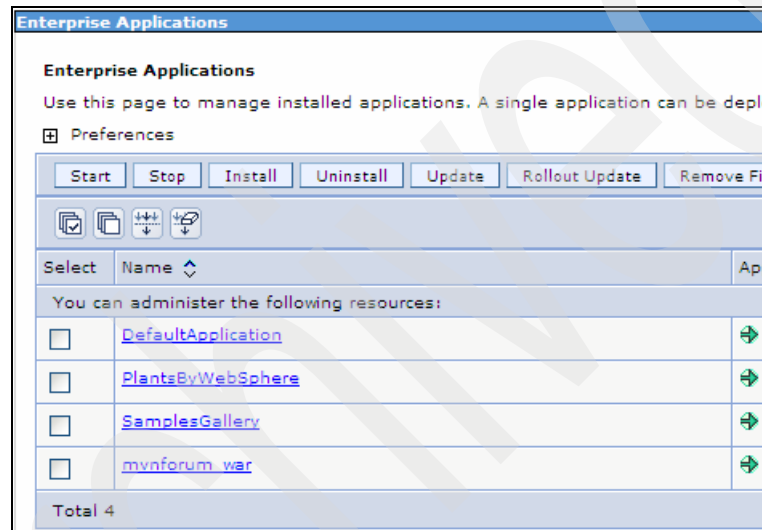 Enterprise Applications
Enterprise Applications
Use this page to manage installed applications. A single application can be depl
Preferences
Start Stop Install Uninstall Update Rollout Update Remove Fi
Select Name Ap
You can administer the following resources:
DefaultApplication
PlantsByWebSphere
SamplesGallery
mvnforum_war
Total 4